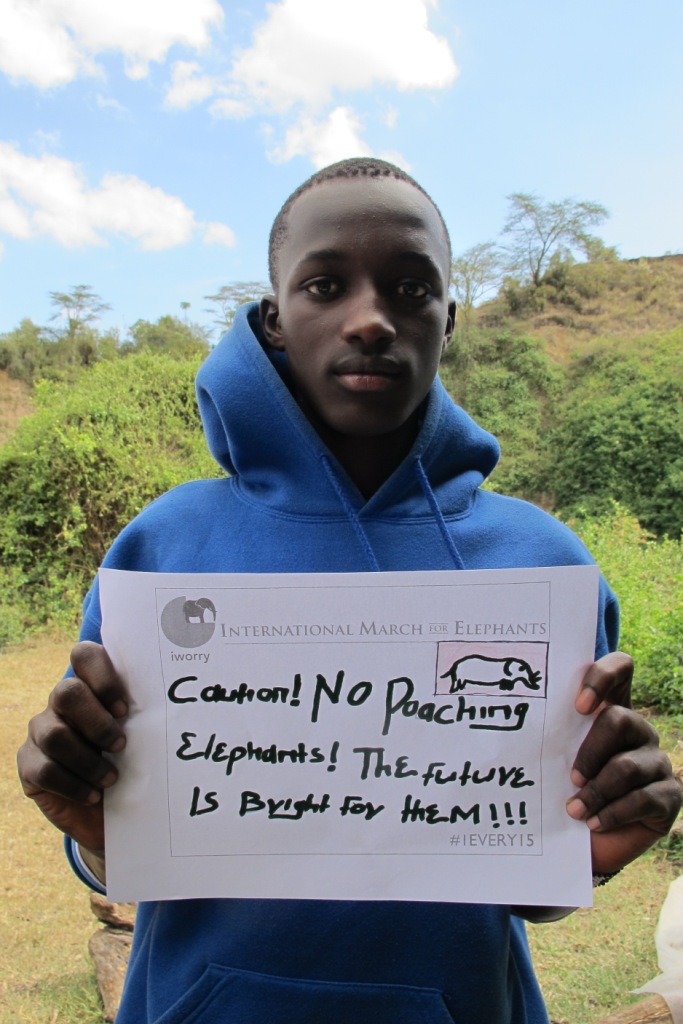 iworry
INTERNATIONAL MARCH FOR ELEPHANTS
Caution! No Poaching
Elephants! The future
Is Bright for theM!!!
#1EVERY15